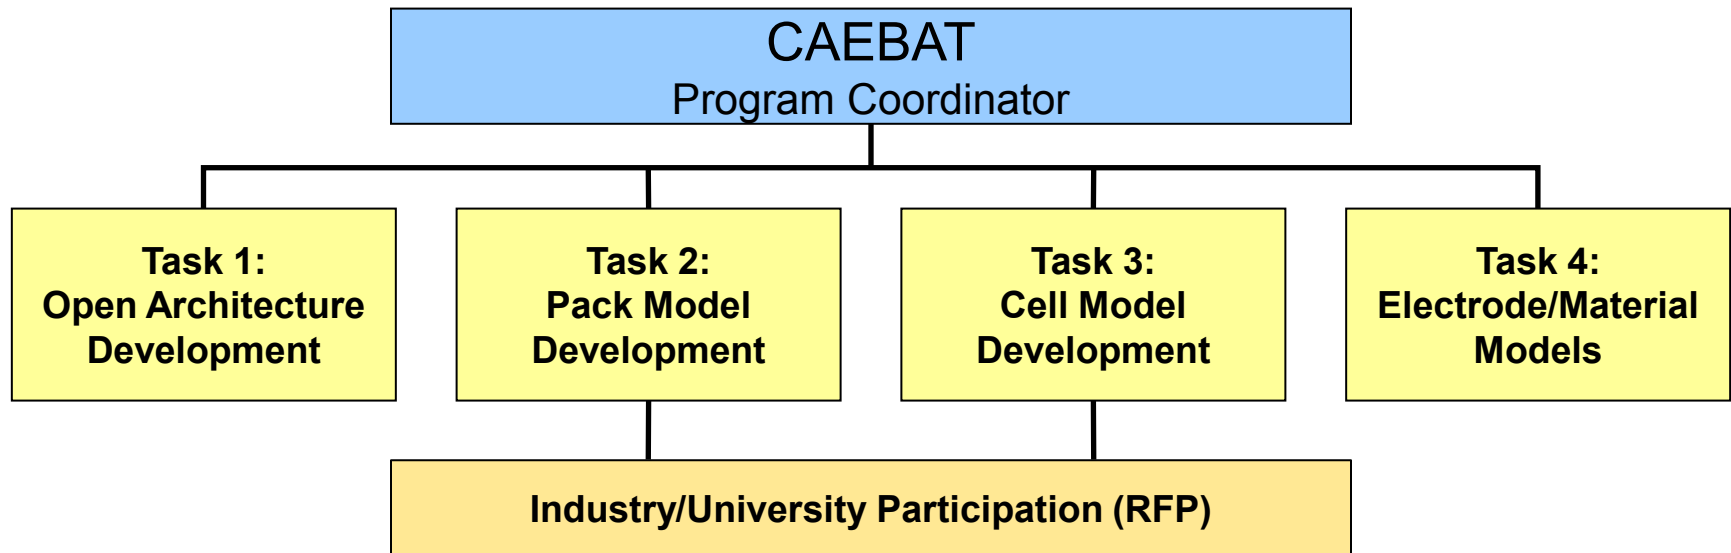 CAEBAT
Program Coordinator
Task 1:
Open Architecture
Development
Task 2:
Pack Model
Development
Task 3:
Cell Model
Development
Task 4:
Electrode/Material
Models
Industry/University Participation (RFP)